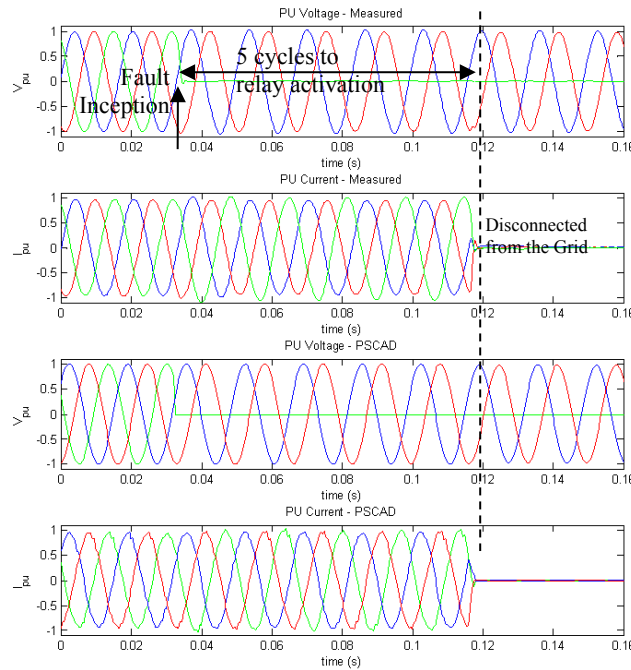 PU Voltage - Measured
V_pu
1
0.5
0
-0.5
-1
Fault
Inception
5 cycles to
relay activation
0 0.02 0.04 0.06 0.08 0.1 0.12 0.14 0.16
time (s)
PU Current - Measured
I_pu
1
0.5
0
-0.5
-1
Disconnected
from the Grid
0 0.02 0.04 0.06 0.08 0.1 0.12 0.14 0.16
time (s)
PU Voltage - PSCAD
V_pu
1
0.5
0
-0.5
-1
0 0.02 0.04 0.06 0.08 0.1 0.12 0.14 0.16
time (s)
PU Current - PSCAD
I_pu
1
0.5
0
-0.5
-1
0 0.02 0.04 0.06 0.08 0.1 0.12 0.14 0.16
time (s)